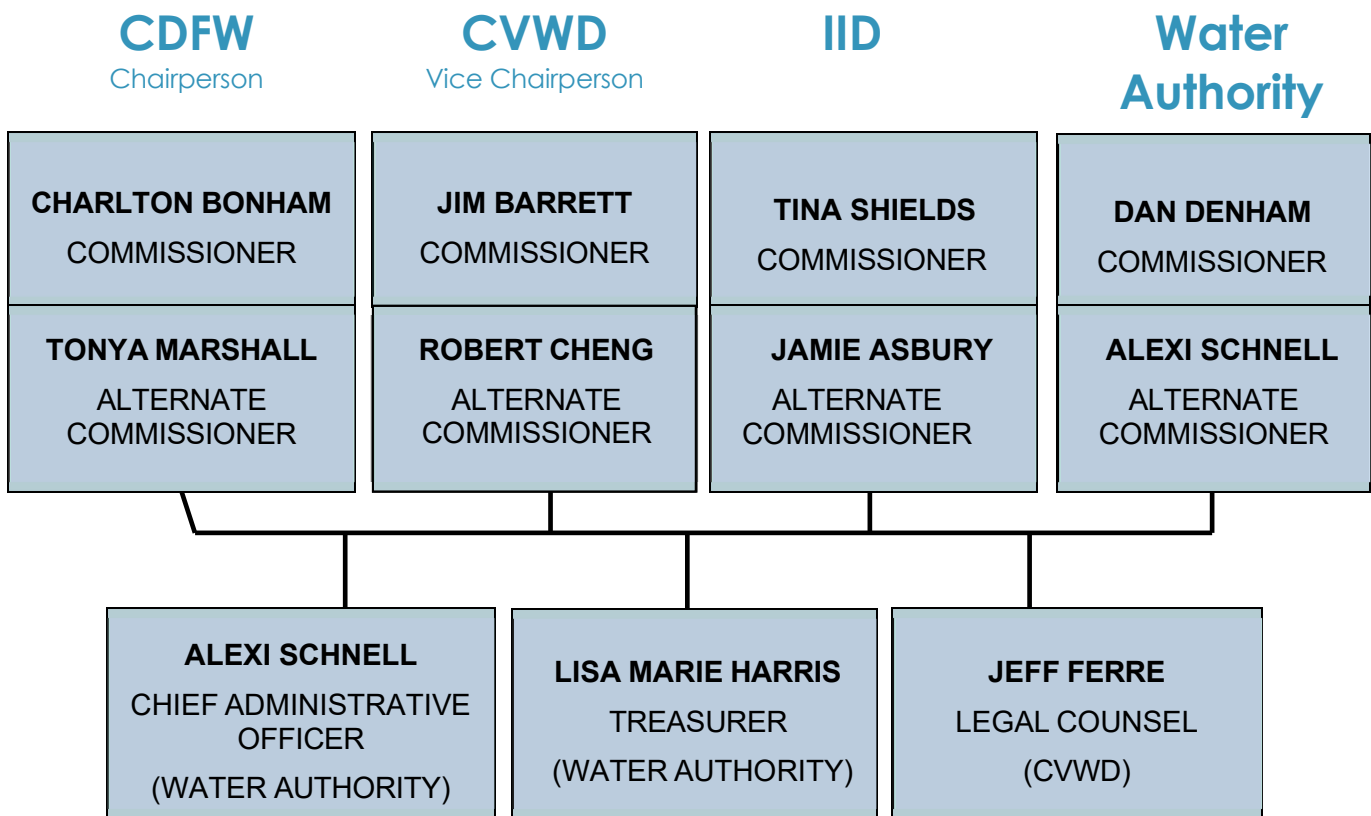 CDFW
Chairperson
CVWD
Vice Chairperson
IID
Water
Authority
CHARLTON BONHAM
COMMISSIONER
JIM BARRETT
COMMISSIONER
TINA SHIELDS
COMMISSIONER
DAN DENHAM
COMMISSIONER
TONYA MARSHALL
ALTERNATE
COMMISSIONER
ROBERT CHENG
ALTERNATE
COMMISSIONER
JAMIE ASBURY
ALTERNATE
COMMISSIONER
ALEXI SCHNELL
ALTERNATE
COMMISSIONER
ALEXI SCHNELL
CHIEF ADMINISTRATIVE
OFFICER
(WATER AUTHORITY)
LISA MARIE HARRIS
TREASURER
(WATER AUTHORITY)
JEFF FERRE
LEGAL COUNSEL
(CVWD)